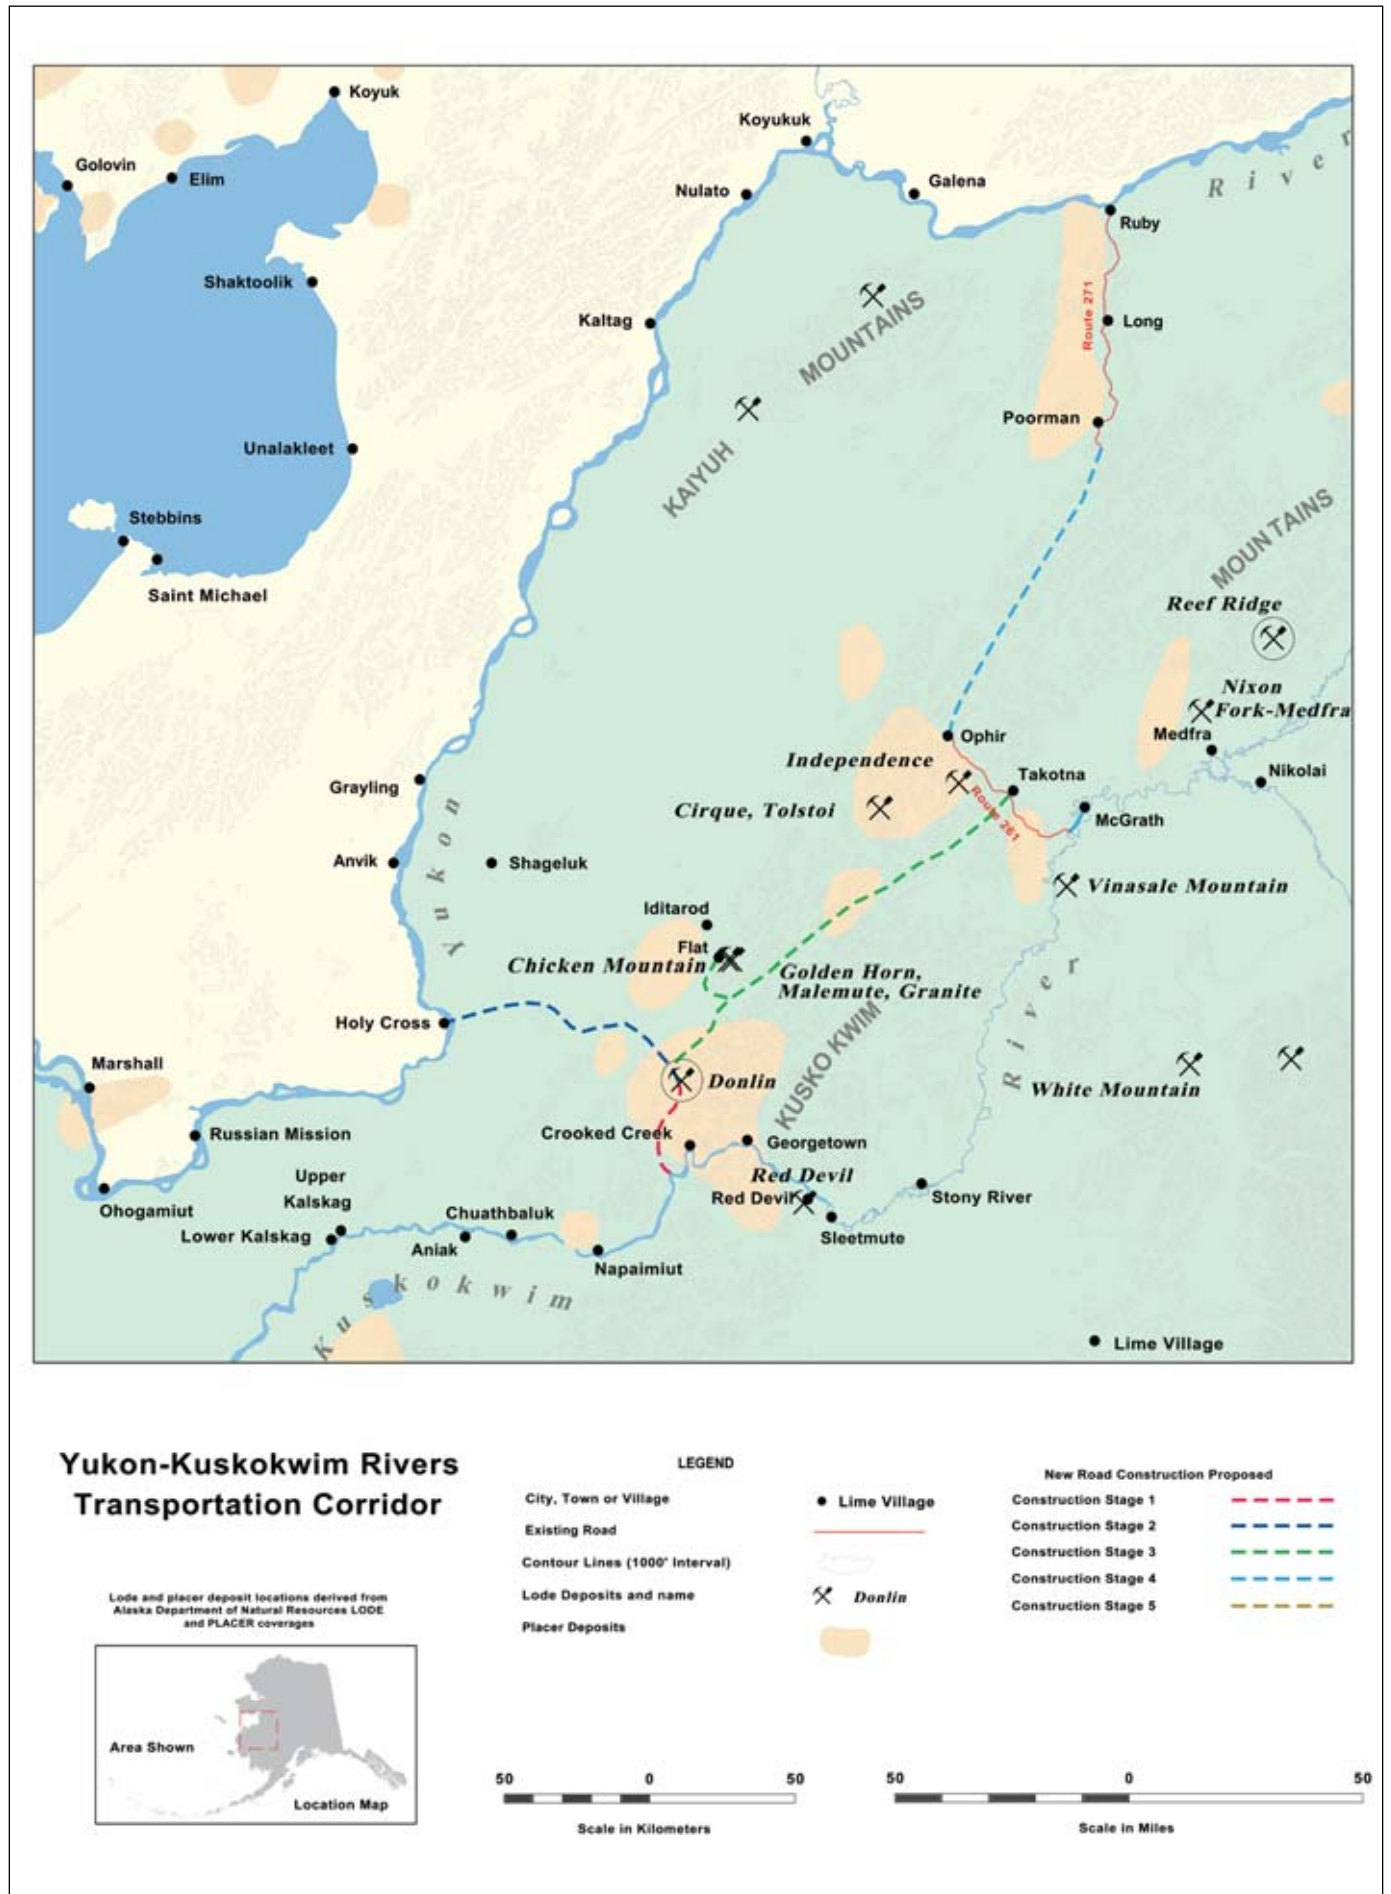 Koyuk
Koyukuk
Golovin
Elim
Nulato
Galena
River
Ruby
Shaktoolik
Route 271
Kaltag
Long
MOUNTAINS
Poorman
Unalakleet
KAIYUH
Stebbins
MOUNTAINS
Saint Michael
Reef Ridge
Nixon
Fork-Medfra
Medfra
Ophir
Independence
Nikolai
Takotna
Grayling
Cirque, Tolstoi
Route 261
McGrath
Yukon
Anvik
Shageluk
Vinasale Mountain
Iditarod
Flat
Chicken Mountain
Golden Horn,
Malemute, Granite
River
Holy Cross
KUSKO KWIM
Marshall
Donlin
White Mountain
Russian Mission
Crooked Creek
Georgetown
Upper
Kalskag
Red Devil
Red Devil
Stony River
Ohogamiut
Chuathbaluk
Lower Kalskag
Aniak
Sleetmute
Napaimiut
Kuskokwim
Lime Village
Yukon-Kuskokwim Rivers
Transportation Corridor
Lode and placer deposit locations derived from
Alaska Department of Natural Resources LODE
and PLACER coverages
Area Shown
Location Map
LEGEND
City, Town or Village
Lime Village
Existing Road
Contour Lines (1000' Interval)
Lode Deposits and name
Donlin
Placer Deposits
New Road Construction Proposed
Construction Stage 1
Construction Stage 2
Construction Stage 3
Construction Stage 4
Construction Stage 5
50 0 50
Scale in Kilometers
50 0 50
Scale in Miles